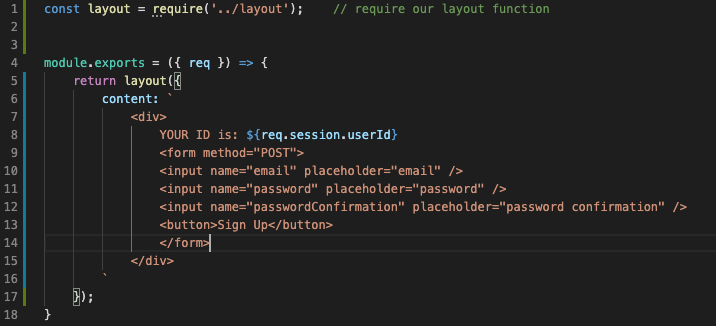 1 const layout = require('../layout');    // require our layout function
2
3
4 module.exports = ({ req }) => {
5     return layout({
6         content: `
7             <div>
8                 YOUR ID is: ${req.session.userId}
9                 <form method="POST">
10                 <input name="email" placeholder="email" />
11                 <input name="password" placeholder="password" />
12                 <input name="passwordConfirmation" placeholder="password confirmation" />
13                 <button>Sign Up</button>
14                 </form>
15             </div>
16         `
17     });
18 }